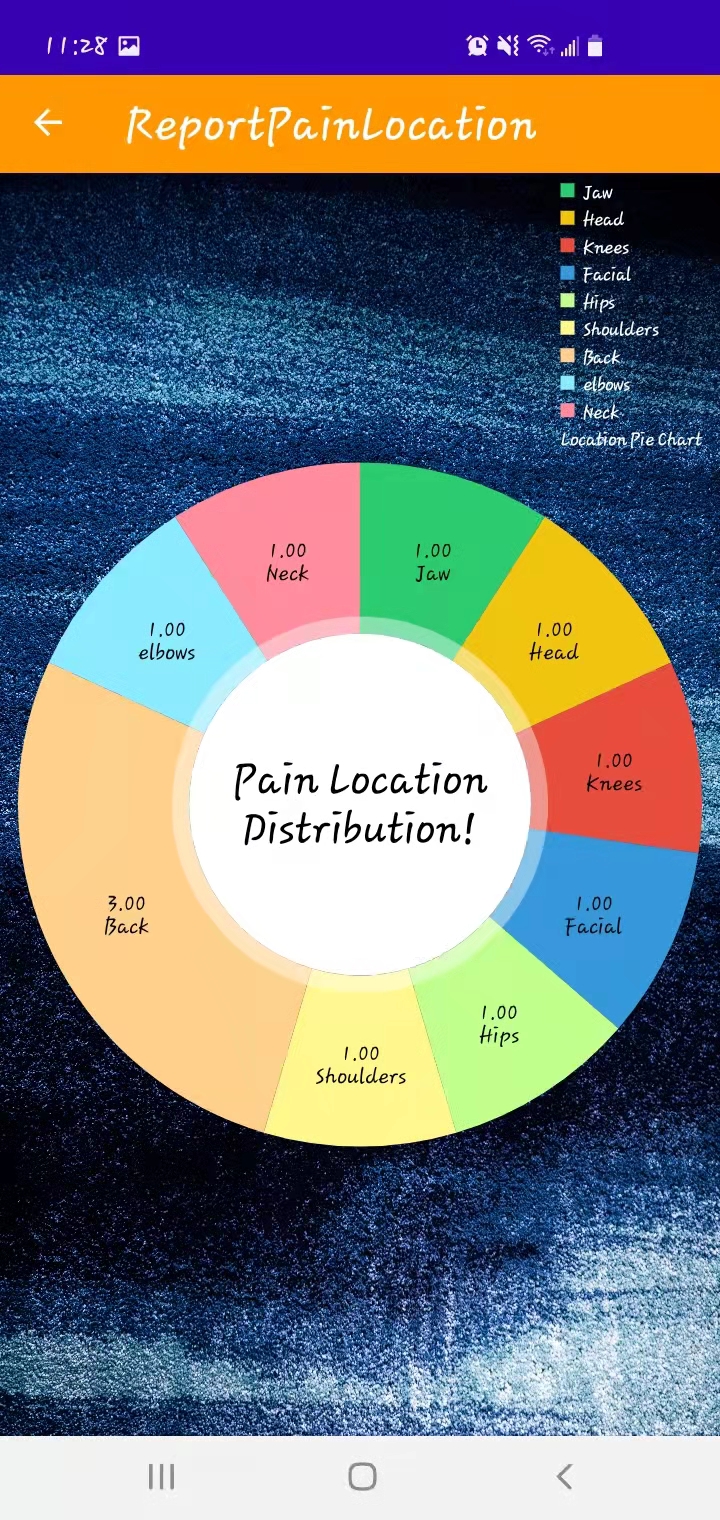 11:28
ReportPainLocation
Jaw
Head
Knees
Facial
Hips
Shoulders
Back
elbows
Neck
Location Pie Chart
1.00
Neck
1.00
Jaw
1.00
elbows
1.00
Head
1.00
Knees
Pain Location
Distribution!
3.00
Back
1.00
Facial
1.00
Hips
1.00
Shoulders